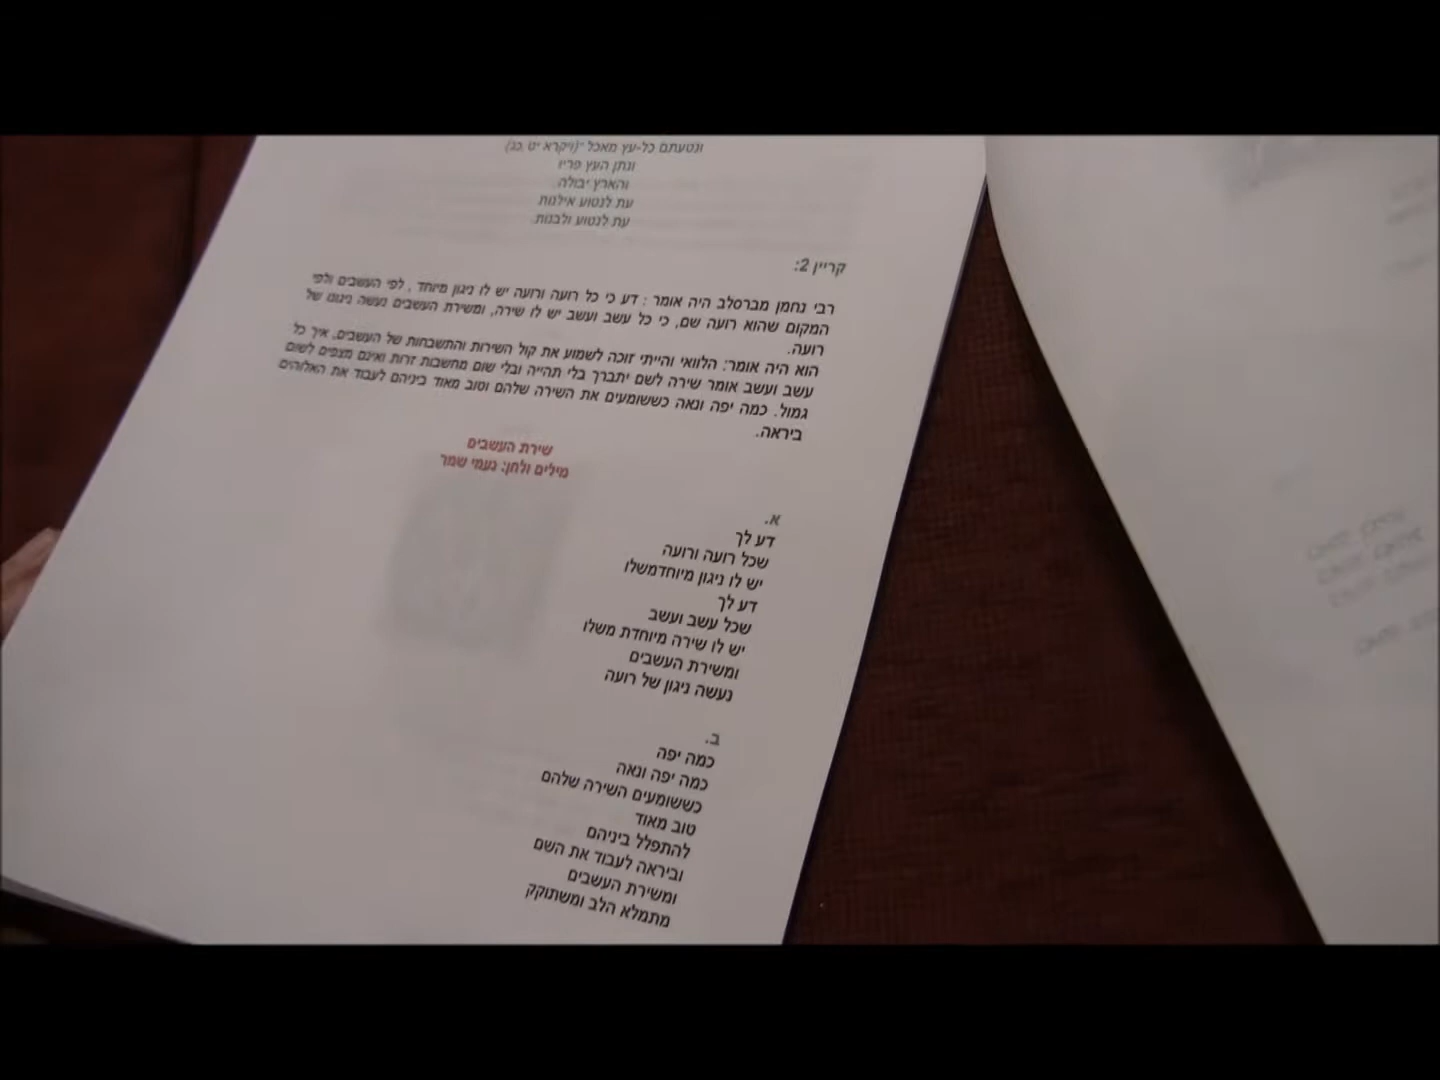 ונטעתם כל-עץ מאכל "(ויקרא יט, כג)
ונתן העץ פריו
והארץ יבולה.
עת לנטוע אילנות
עת לנטוע ולבנות.
קריין 2:
רבי נחמן מברסלב היה אומר : דע כי כל רועה ורועה יש לו ניגון מיוחד , לפי העשבים ולפי
המקום שהוא רועה שם, כי כל עשב ועשב יש לו שירה, ומשירת העשבים נעשה ניגונו של
רועה.
הוא היה אומר: הלוואי והייתי זוכה לשמוע את קול השירות והתשבחות של העשבים, איך כל
עשב ועשב אומר שירה לשם יתברך בלי תהייה ובלי שום מחשבות זרות ואינם מצפים לשום
גמול. כמה יפה ונאה כששומעים את השירה שלהם וטוב מאוד ביניהם לעבוד את האלוהים
ביראה.
שירת העשבים
מילים ולחן: נעמי שמר
א.
דע לך
שכל רועה ורועה
יש לו ניגון מיוחדמשלו
דע לך
שכל עשב ועשב
יש לו שירה מיוחדת משלו
ומשירת העשבים
נעשה ניגון של רועה
ב.
כמה יפה
כמה יפה ונאה
כששומעים השירה שלהם
טוב מאוד
להתפלל ביניהם
וביראה לעבוד את השם
ומשירת העשבים
מתמלא הלב ומשתוקק